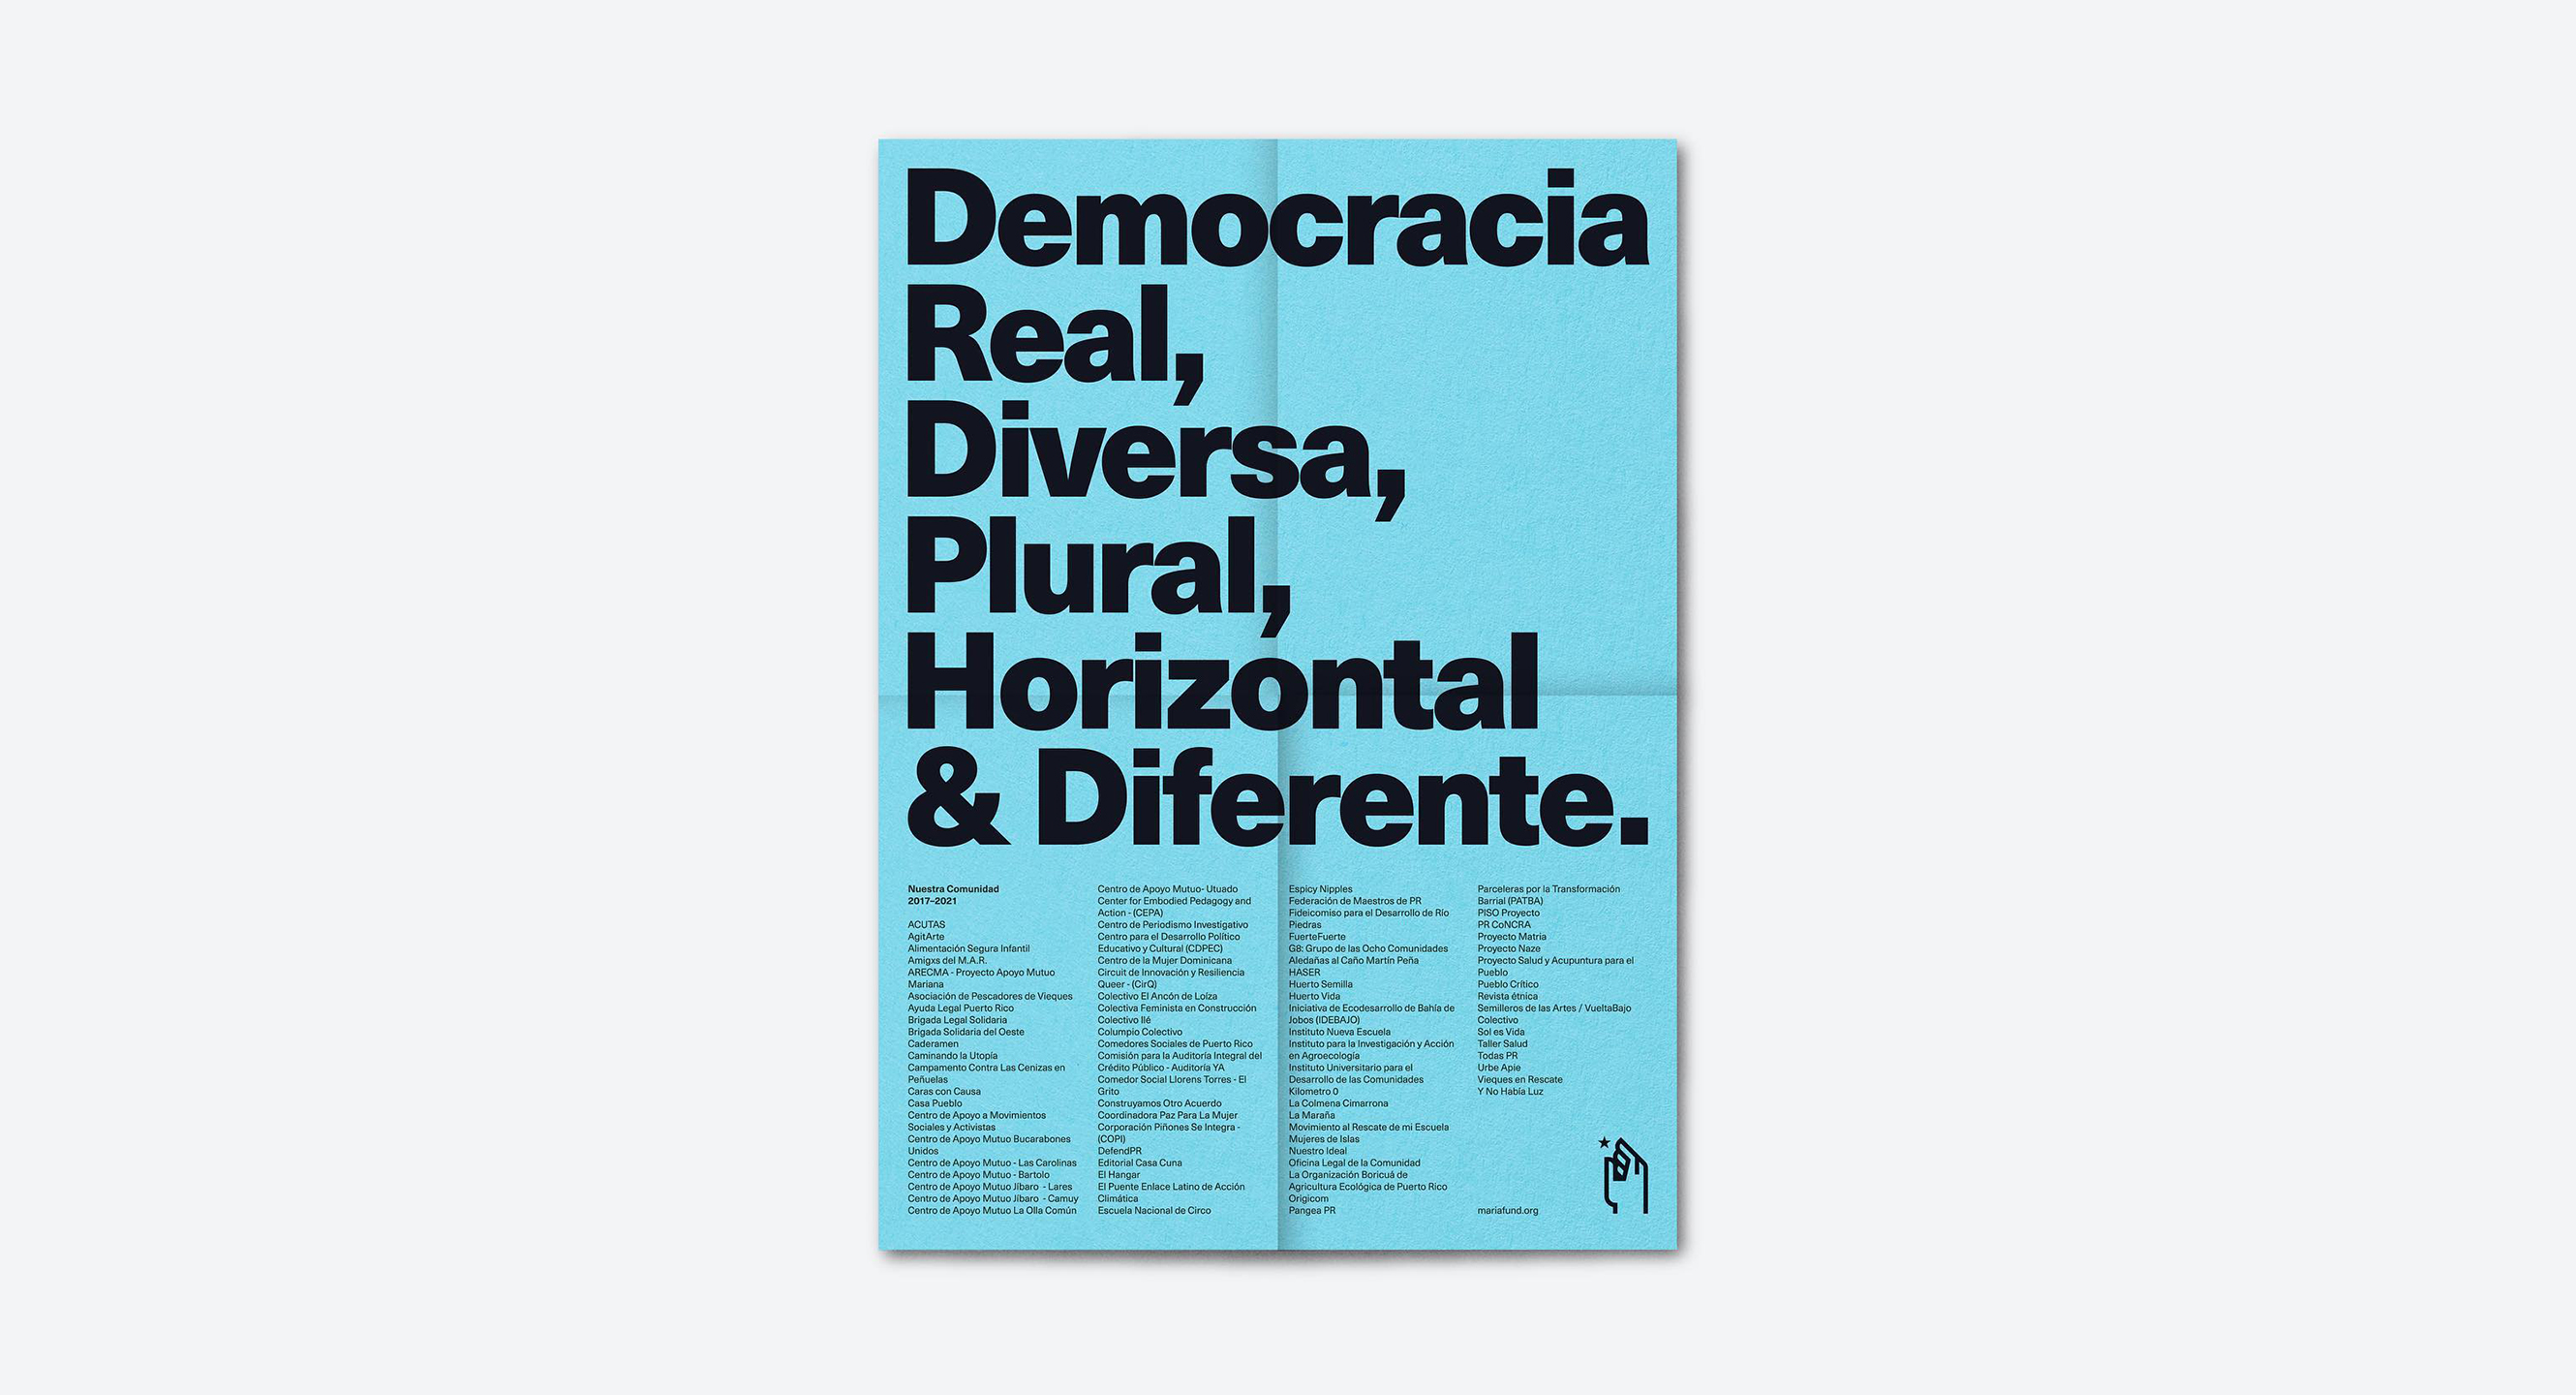 Democracia
Real,
Diversa,
Plural,
Horizontal
& Diferente.
Nuestra Comunidad
2017–2021
ACUTAS
AgitArte
Alimentación Segura Infantil
Amigxs del M.A.R.
ARECMA - Proyecto Apoyo Mutuo
Mariana
Asociación de Pescadores de Vieques
Ayuda Legal Puerto Rico
Brigada Legal Solidaria
Brigada Solidaria del Oeste
Caderamen
Caminando la Utopía
Campamento Contra Las Cenizas en
Peñuelas
Caras con Causa
Casa Pueblo
Centro de Apoyo a Movimientos
Sociales y Activistas
Centro de Apoyo Mutuo Bucarabones
Unidos
Centro de Apoyo Mutuo - Las Carolinas
Centro de Apoyo Mutuo - Bartolo
Centro de Apoyo Mutuo Jíbaro - Lares
Centro de Apoyo Mutuo Jíbaro - Camuy
Centro de Apoyo Mutuo La Olla Común
Centro de Apoyo Mutuo- Utuado
Center for Embodied Pedagogy and
Action - (CEPA)
Centro de Periodismo Investigativo
Centro para el Desarrollo Político
Educativo y Cultural (CDPEC)
Centro de la Mujer Dominicana
Circuit de Innovación y Resiliencia
Queer - (CirQ)
Colectivo El Ancón de Loíza
Colectiva Feminista en Construcción
Colectivo Ilé
Columpio Colectivo
Comedores Sociales de Puerto Rico
Comisión para la Auditoría Integral del
Crédito Público - Auditoría YA
Comedor Social Llorens Torres - El
Grito
Construyamos Otro Acuerdo
Coordinadora Paz Para La Mujer
Corporación Piñones Se Integra -
(COPI)
DefendPR
Editorial Casa Cuna
El Hangar
El Puente Enlace Latino de Acción
Climática
Escuela Nacional de Circo
Espicy Nipples
Federación de Maestros de PR
Fideicomiso para el Desarrollo de Río
Piedras
FuerteFuerte
G8: Grupo de las Ocho Comunidades
Aledañas al Caño Martín Peña
HASER
Huerto Semilla
Huerto Vida
Iniciativa de Ecodesarrollo de Bahía de
Jobos (IDEBAJO)
Instituto Nueva Escuela
Instituto para la Investigación y Acción
en Agroecología
Instituto Universitario para el
Desarrollo de las Comunidades
Kilometro 0
La Colmena Cimarrona
La Maraña
Movimiento al Rescate de mi Escuela
Mujeres de Islas
Nuestro Ideal
Oficina Legal de la Comunidad
La Organización Boricuá de
Agricultura Ecológica de Puerto Rico
Origicom
Pangea PR
Parceleras por la Transformación
Barrial (PATBA)
PISO Proyecto
PR CoNCRA
Proyecto Matria
Proyecto Naze
Proyecto Salud y Acupuntura para el
Pueblo
Pueblo Crítico
Revista étnica
Semilleros de las Artes / VueltaBajo
Colectivo
Sol es Vida
Taller Salud
Todas PR
Urbe Apie
Vieques en Rescate
Y No Había Luz
mariafund.org